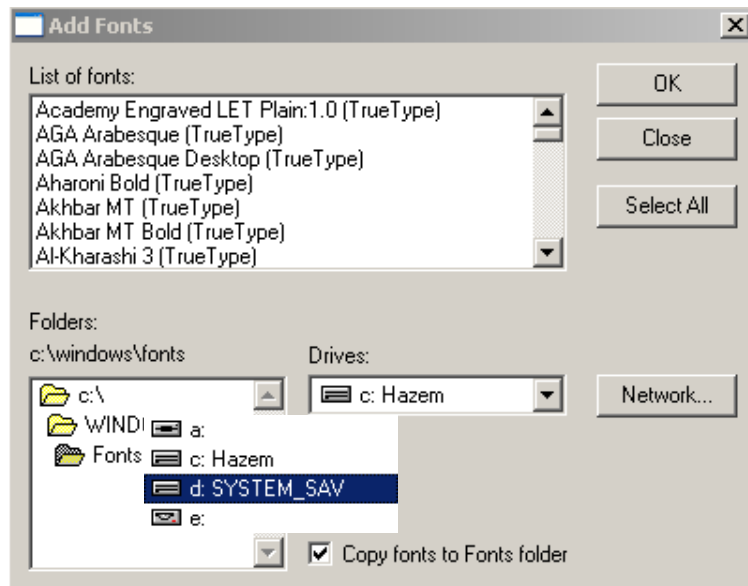 Add Fonts
List of fonts:
Academy Engraved LET Plain:1.0 (TrueType)
AGA Arabesque (TrueType)
AGA Arabesque Desktop (TrueType)
Aharoni Bold (TrueType)
Akhbar MT (TrueType)
Akhbar MT Bold (TrueType)
Al-Kharashi 3 (TrueType)
OK
Close
Select All
Folders:
c:\windows\fonts
Drives:
c:\
WIND
Fonts
c: Hazem
Network...
a:
c: Hazem
d: SYSTEM_SAV
e:
Copy fonts to Fonts folder